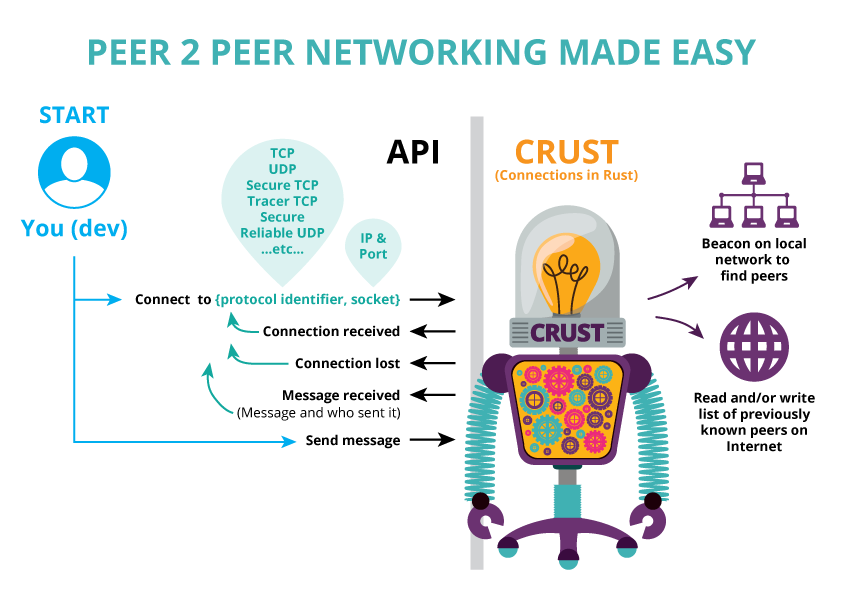 PEER 2 PEER NETWORKING MADE EASY
START
You (dev)
TCP
UDP
Secure TCP
Tracer TCP
Secure
Reliable UDP
...etc...
IP &
Port
API
Connect to {protocol identifier, socket}
Connection received
Connection lost
Message received
(Message and who sent it)
Send message
CRUST
(Connections in Rust)
CRUST
Beacon on local
network to
find peers
Read and/or write
list of previously
known peers on
Internet